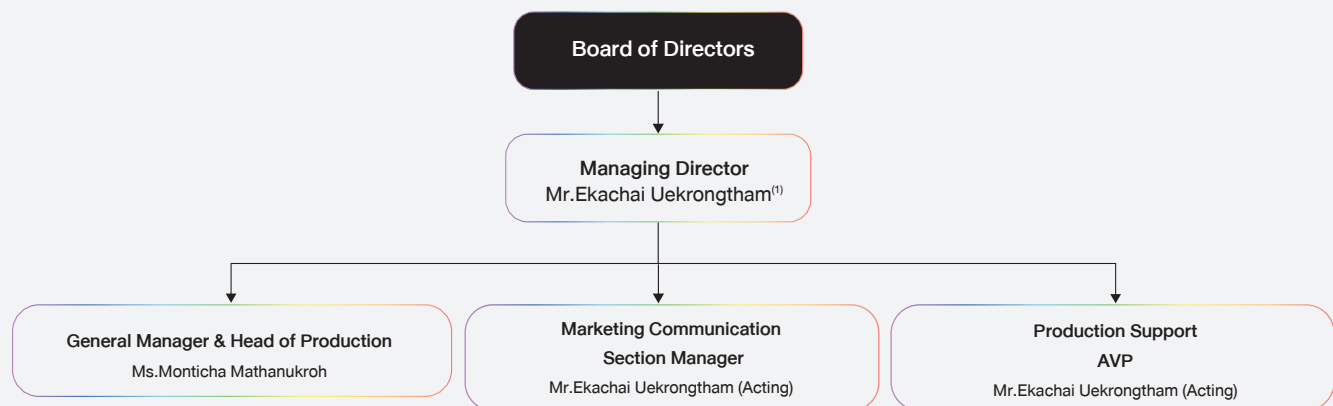 Board of Directors
Managing Director
Mr.Ekachai Uekrongtham(1)
General Manager & Head of Production
Ms.Monticha Mathanukroh
Marketing Communication
Section Manager
Mr.Ekachai Uekrongtham (Acting)
Production Support
AVP
Mr.Ekachai Uekrongtham (Acting)